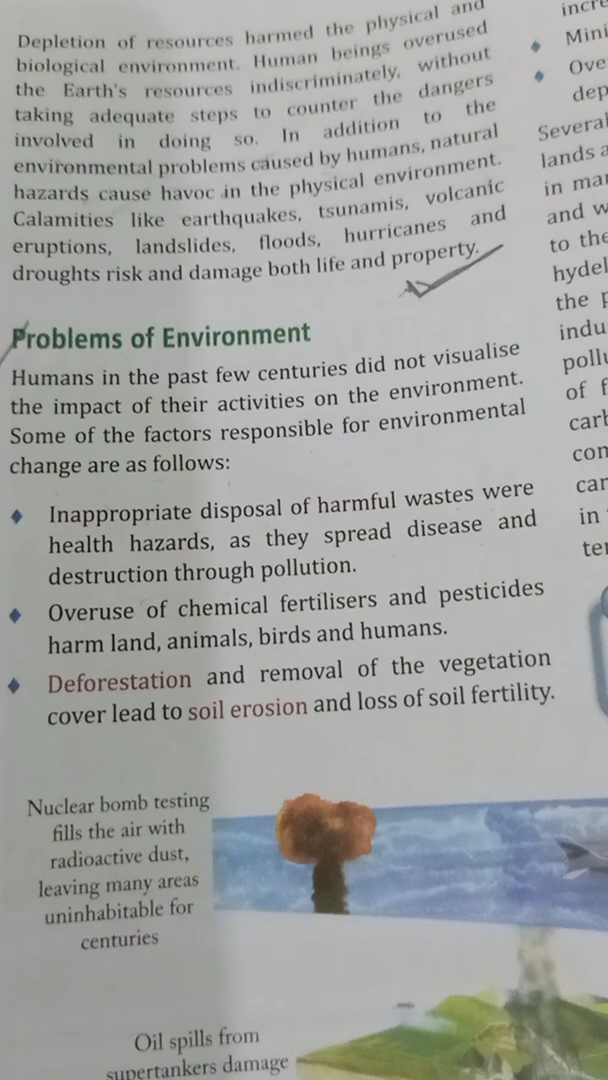 Depletion of resources harmed the physical and
biological environment. Human beings overused
the Earth's resources indiscriminately, without
taking adequate steps to counter the dangers
involved in doing so. In addition to the
environmental problems caused by humans, natural
hazards cause havoc in the physical environment.
Calamities like earthquakes, tsunamis, volcanic
eruptions, landslides, floods, hurricanes and
droughts risk and damage both life and property.
Problems of Environment
Humans in the past few centuries did not visualise
the impact of their activities on the environment.
Some of the factors responsible for environmental
change are as follows:
♦ Inappropriate disposal of harmful wastes were
health hazards, as they spread disease and
destruction through pollution.
♦ Overuse of chemical fertilisers and pesticides
harm land, animals, birds and humans.
♦ Deforestation and removal of the vegetation
cover lead to soil erosion and loss of soil fertility.
Nuclear bomb testing
fills the air with
radioactive dust,
leaving many areas
uninhabitable for
centuries
Oil spills from
supertankers damage
♦ Mini
♦ Ove
dep
Several
lands a
in mar
and w
to the
hydel
the p
indu
pollu
of f
carb
con
car
in
ter